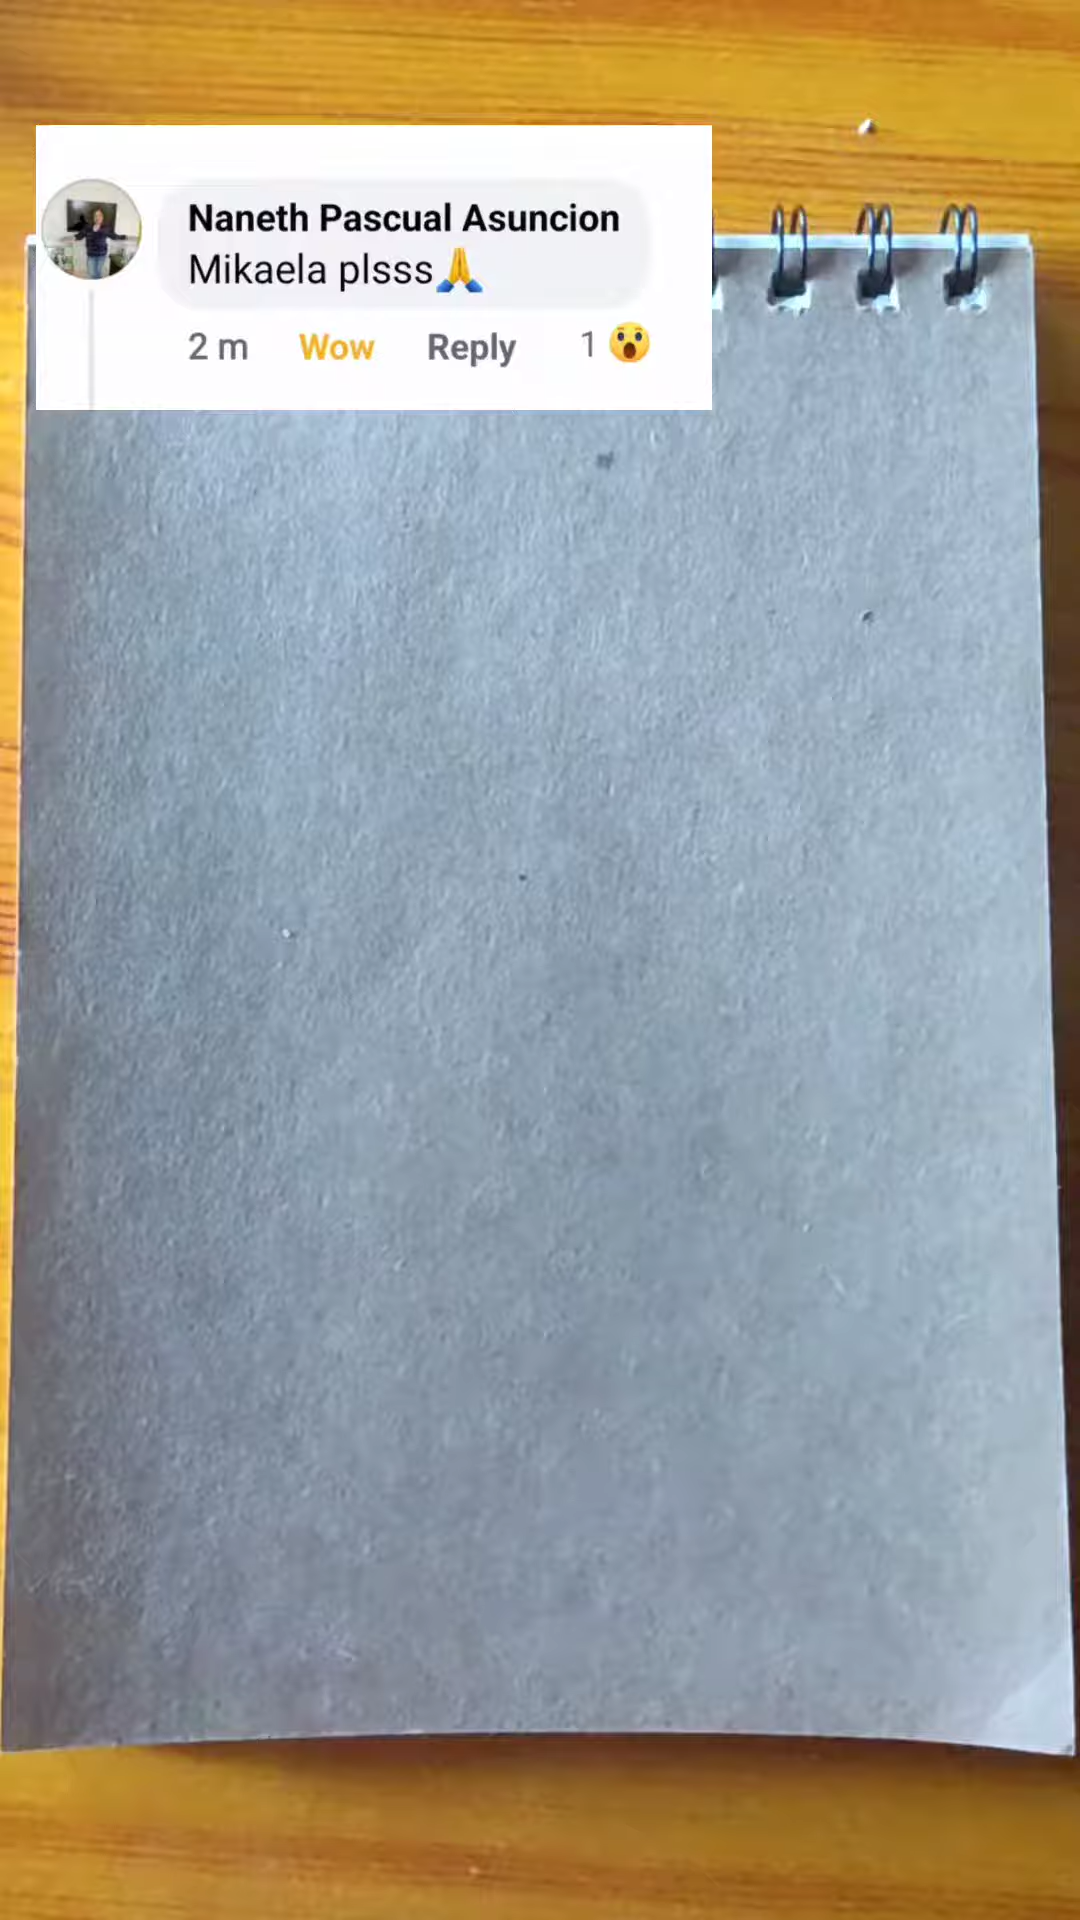 Naneth Pascual Asuncion
Mikaela plsss🙏
2 m Wow Reply 1 😮